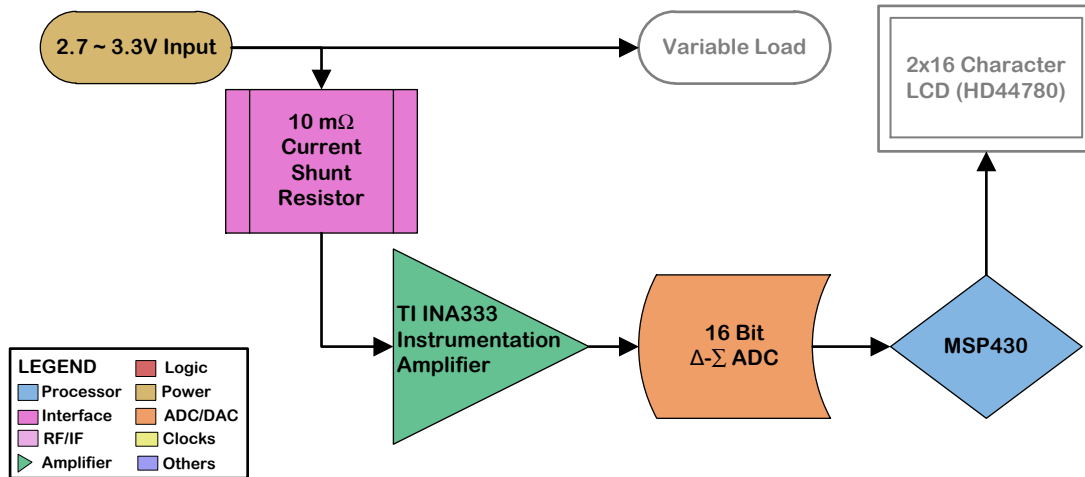 2.7 ~ 3.3V Input
Variable Load
2x16 Character
LCD (HD44780)
10 mΩ
Current
Shunt
Resistor
TI INA333
Instrumentation
Amplifier
16 Bit
Δ-Σ ADC
MSP430
LEGEND
Processor
Interface
RF/IF
Amplifier
Logic
Power
ADC/DAC
Clocks
Others